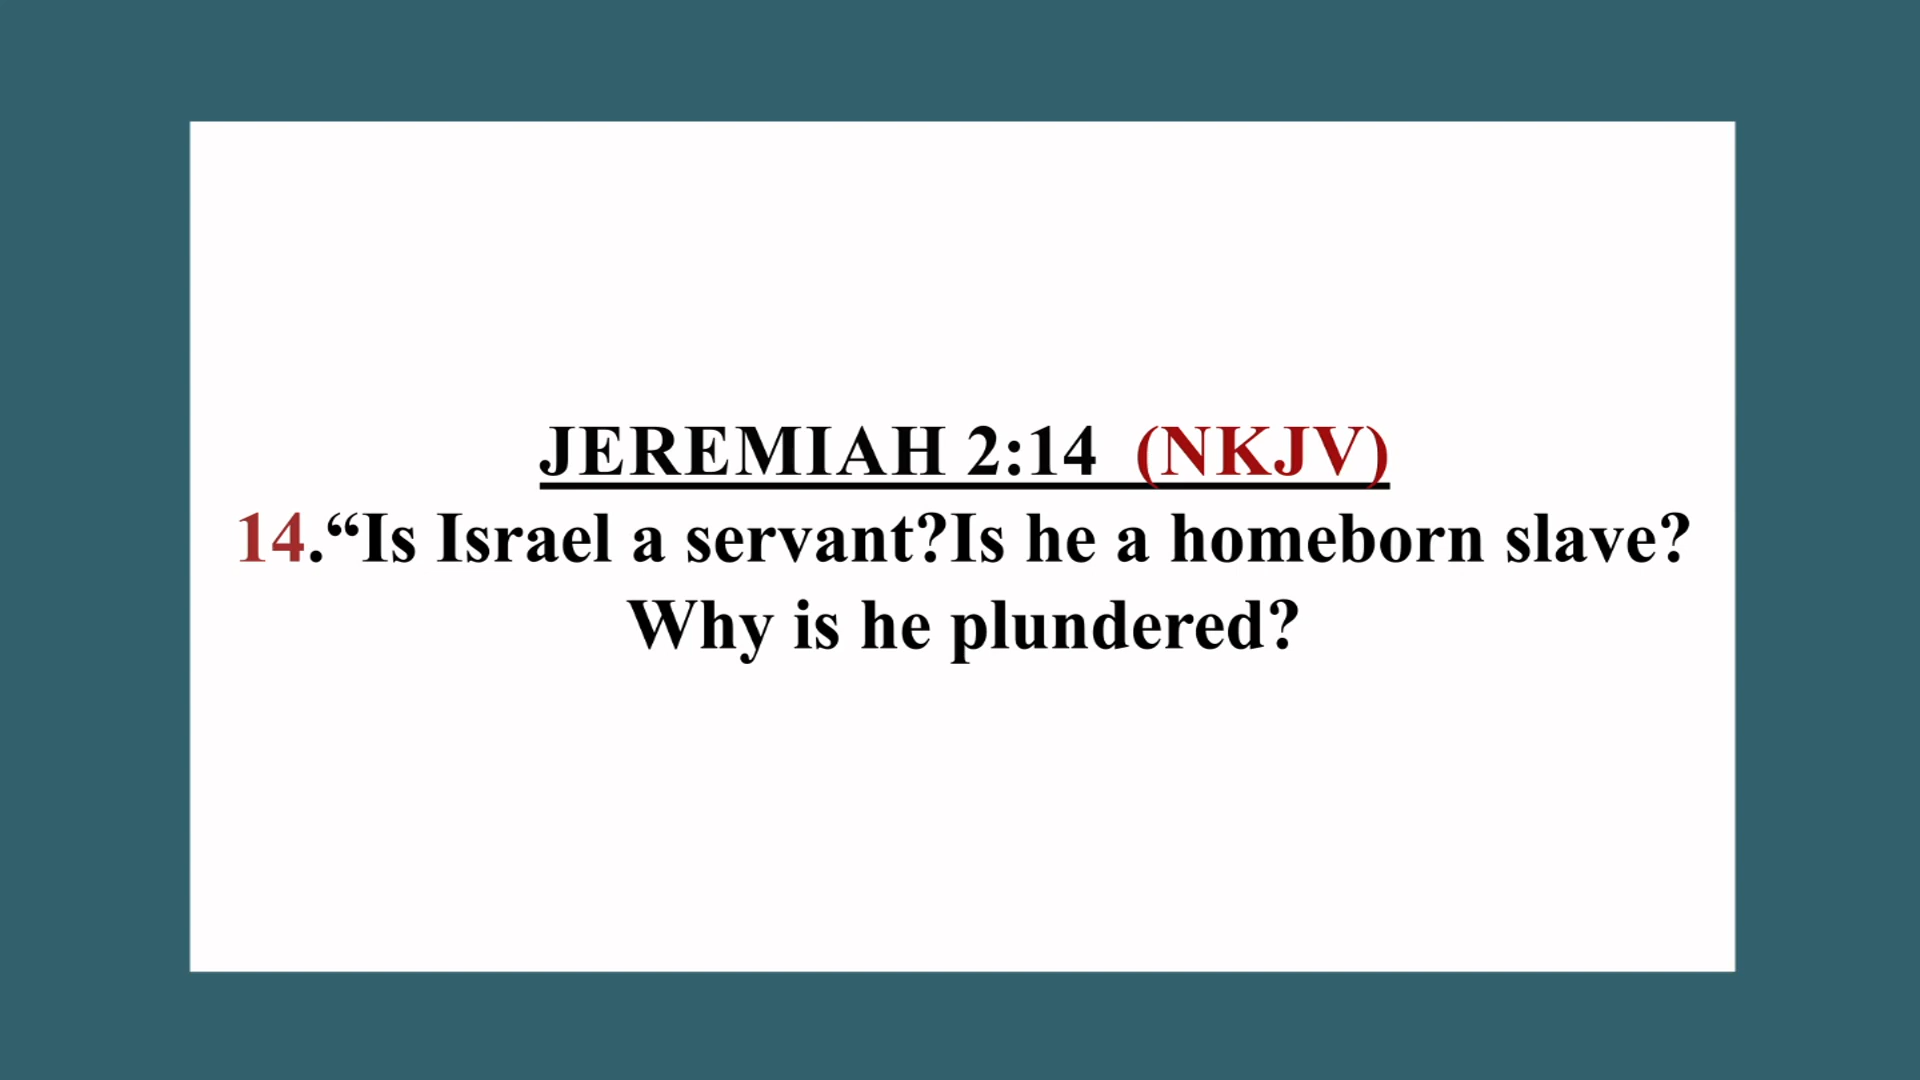 JEREMIAH 2:14 (NKJV)
14.“Is Israel a servant?Is he a homeborn slave?
Why is he plundered?